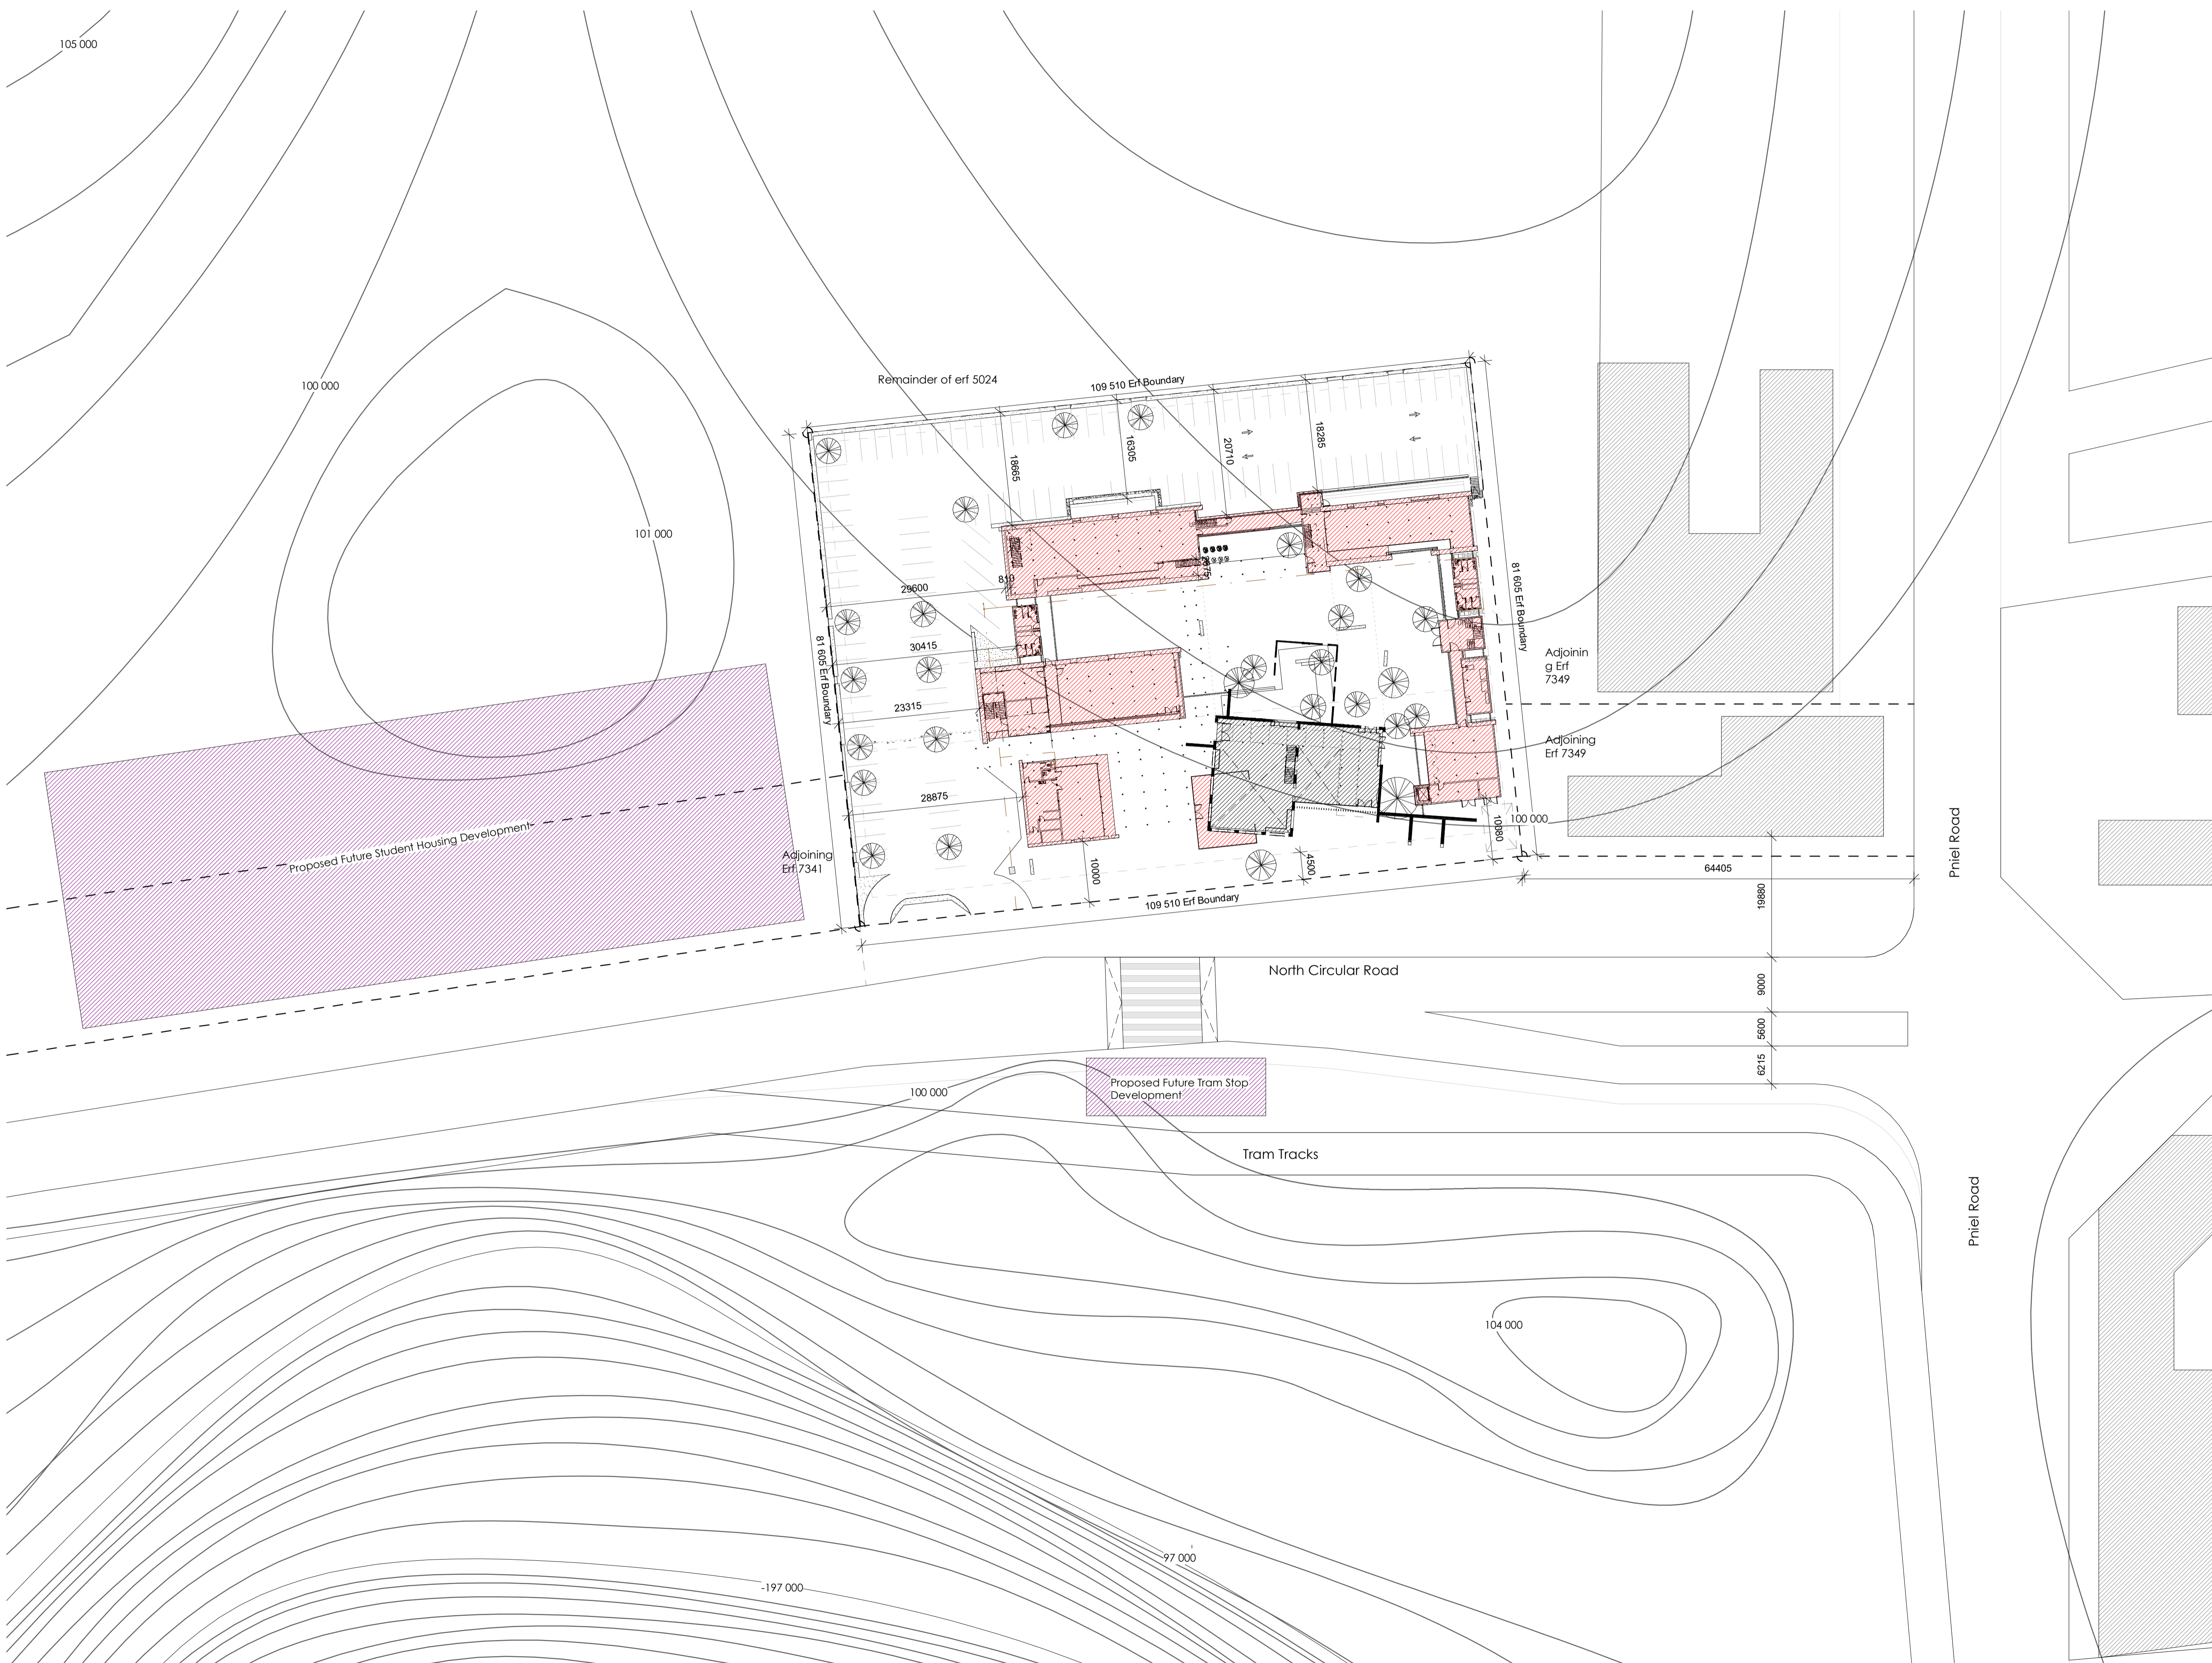 105 000
100 000
101 000
Remainder of erf 5024
109 510 Erf Boundary
18665
16305
20710
18285
29600
810
30415
23315
28875
81 605 Erf Boundary
81 605 Erf Boundary
Adjoinin
g Erf
7349
Adjoining
Erf 7349
100 000
10080
4500
10000
109 510 Erf Boundary
Adjoining
Erf 7341
Proposed Future Student Housing Development
64405
19880
9000
5600
6215
Pniel Road
North Circular Road
Proposed Future Tram Stop
Development
100 000
Tram Tracks
Pniel Road
104 000
97 000
-197 000